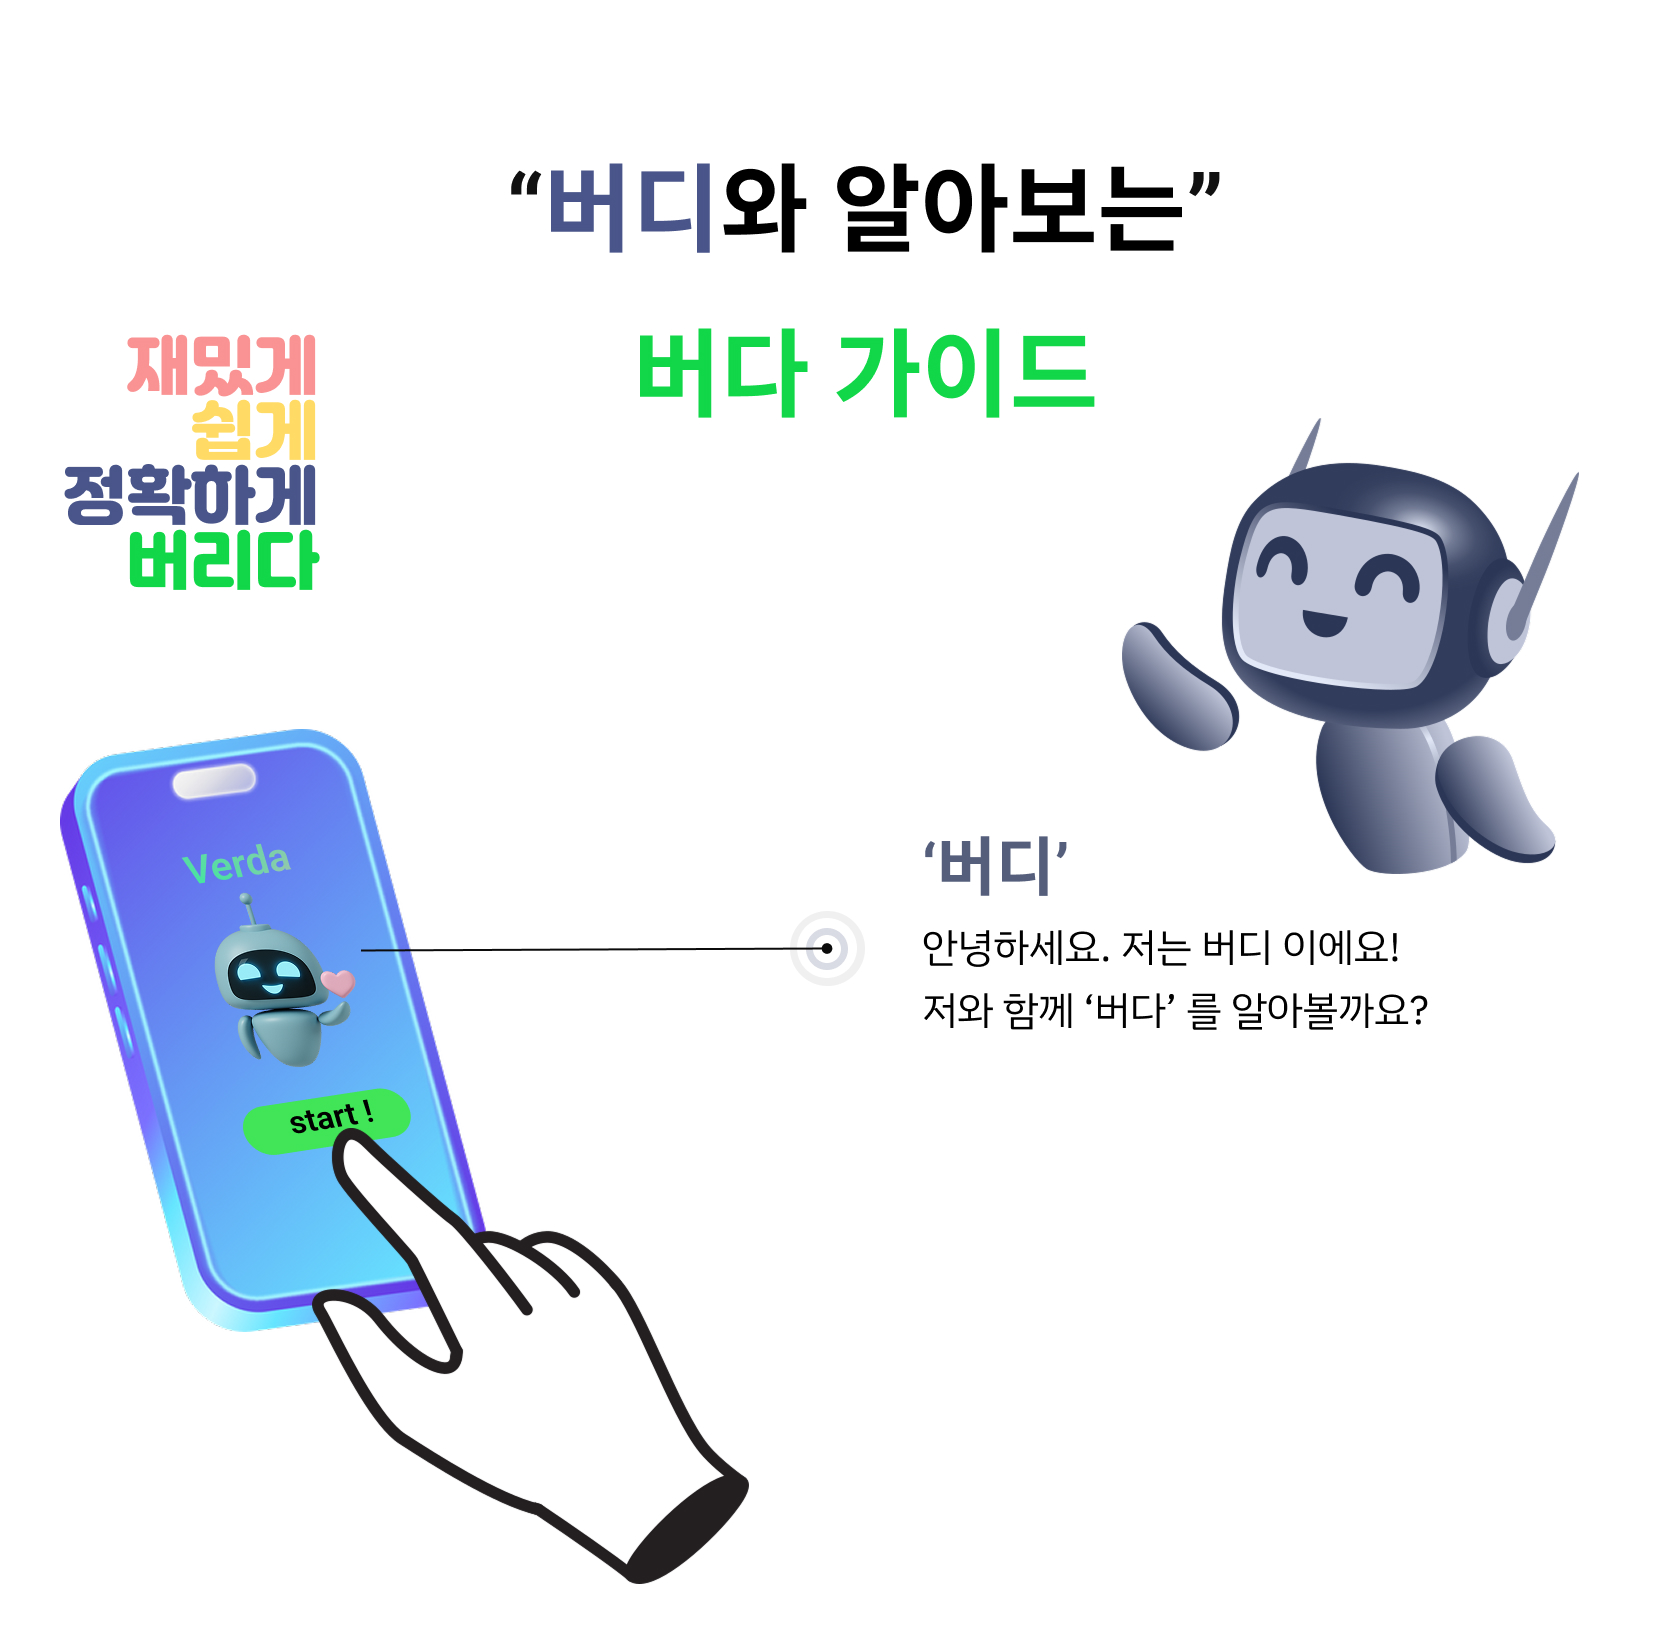 “버디와 알아보는”
버다 가이드
재밌게
쉽게
정확하게
버리다
Verda
start !
‘버디’
안녕하세요. 저는 버디 이에요!
저와 함께 ‘버다’ 를 알아볼까요?